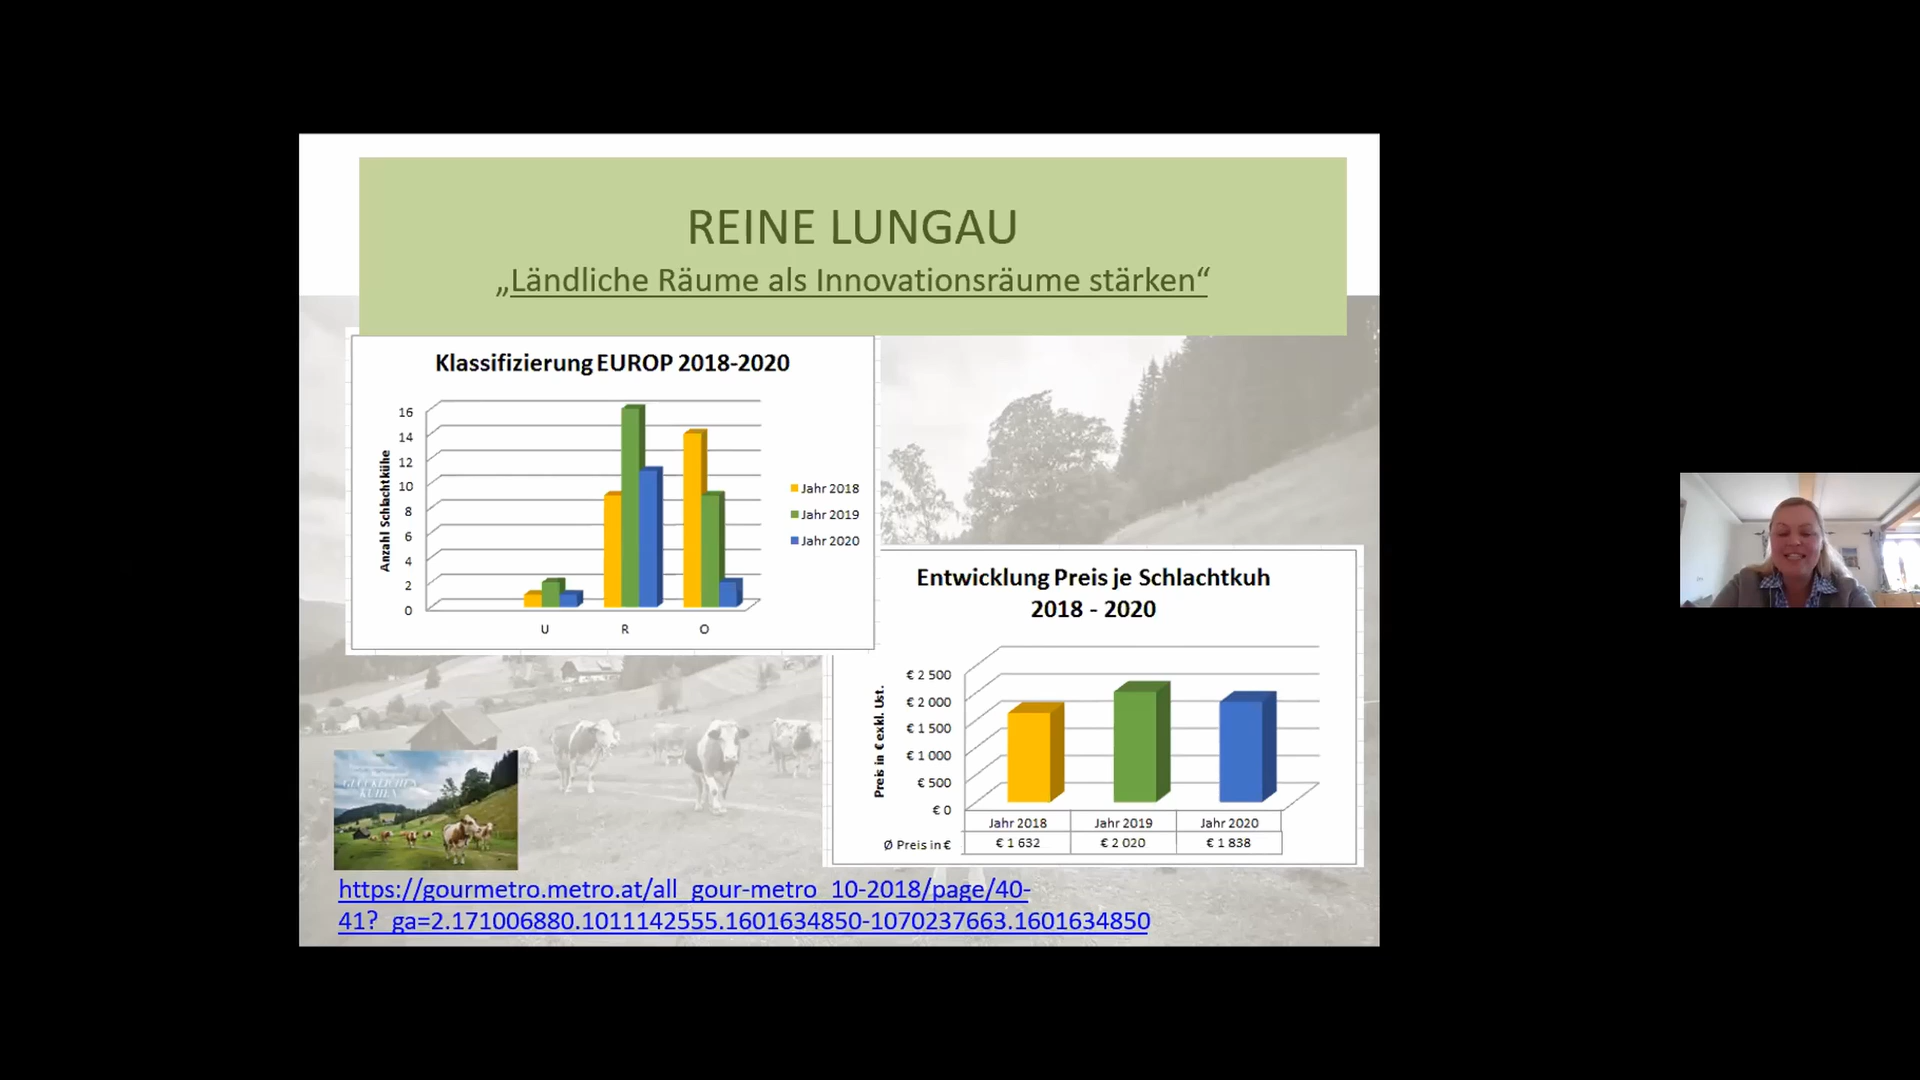 REINE LUNGAU
„Ländliche Räume als Innovationsräume stärken“
Klassifizierung EUROP 2018-2020
Anzahl Schlachtkühe
16
14
12
10
8
6
4
2
0
U R O
Jahr 2018
Jahr 2019
Jahr 2020
Entwicklung Preis je Schlachtkuh
2018 - 2020
Preis in € exkl. Ust.
€ 2 500
€ 2 000
€ 1 500
€ 1 000
€ 500
€ 0
Jahr 2018 Jahr 2019 Jahr 2020
Ø Preis in € € 1 632 € 2 020 € 1 838
GLÜCKLICHEN
KÜHEN
https://gourmetro.metro.at/all_gour-metro_10-2018/page/40-
41?_ga=2.171006880.1011142555.1601634850-1070237663.1601634850